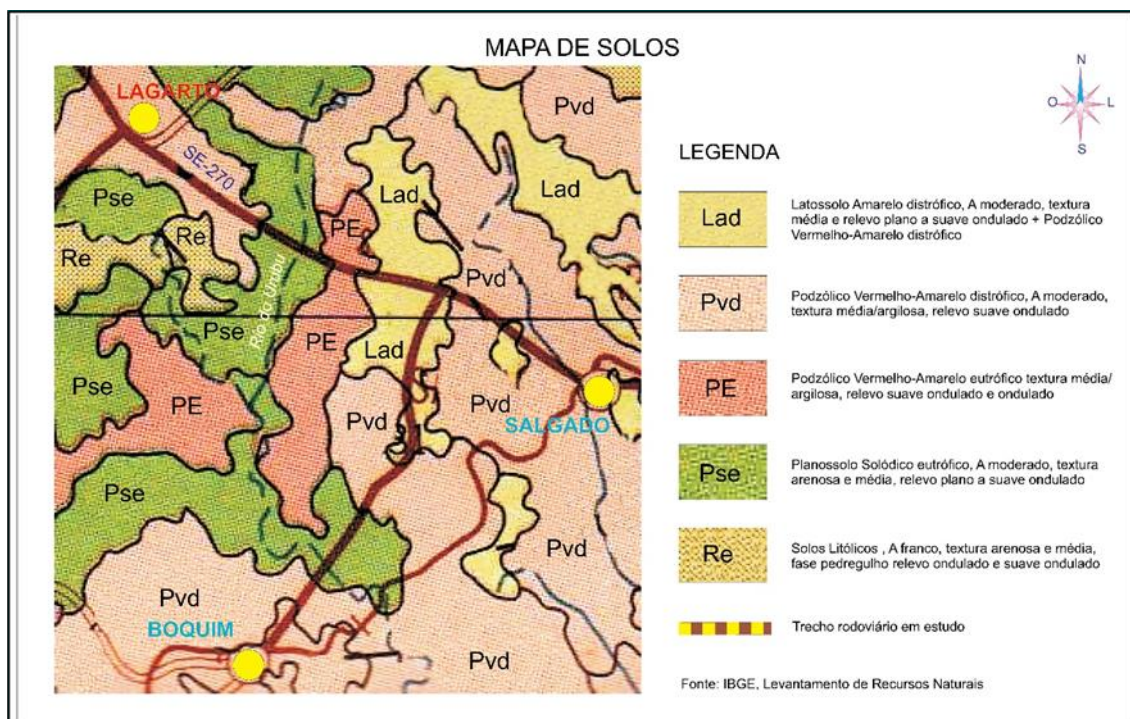 MAPA DE SOLOS
N
O
L
S
LAGARTO
SE-270
Pvd
Lad
Lad
Pse
PE
Re
Re
Pvd
Rio do Urubu
Pse
PE
Lad
Pse
PE
Pvd
Pvd
SALGADO
Pse
Pvd
Pvd
BOQUIM
Pvd
LEGENDA
Lad
Latossolo Amarelo distrófico, A moderado, textura
média e relevo plano a suave ondulado + Podzólico
Vermelho-Amarelo distrófico
Pvd
Podzólico Vermelho-Amarelo distrófico, A moderado,
textura média/argilosa, relevo suave ondulado
PE
Podzólico Vermelho-Amarelo eutrófico textura média/
argilosa, relevo suave ondulado e ondulado
Pse
Planossolo Solódico eutrófico, A moderado, textura
arenosa e média, relevo plano a suave ondulado
Re
Solos Litólicos , A franco, textura arenosa e média,
fase pedregulho relevo ondulado e suave ondulado
Trecho rodoviário em estudo
Fonte: IBGE, Levantamento de Recursos Naturais